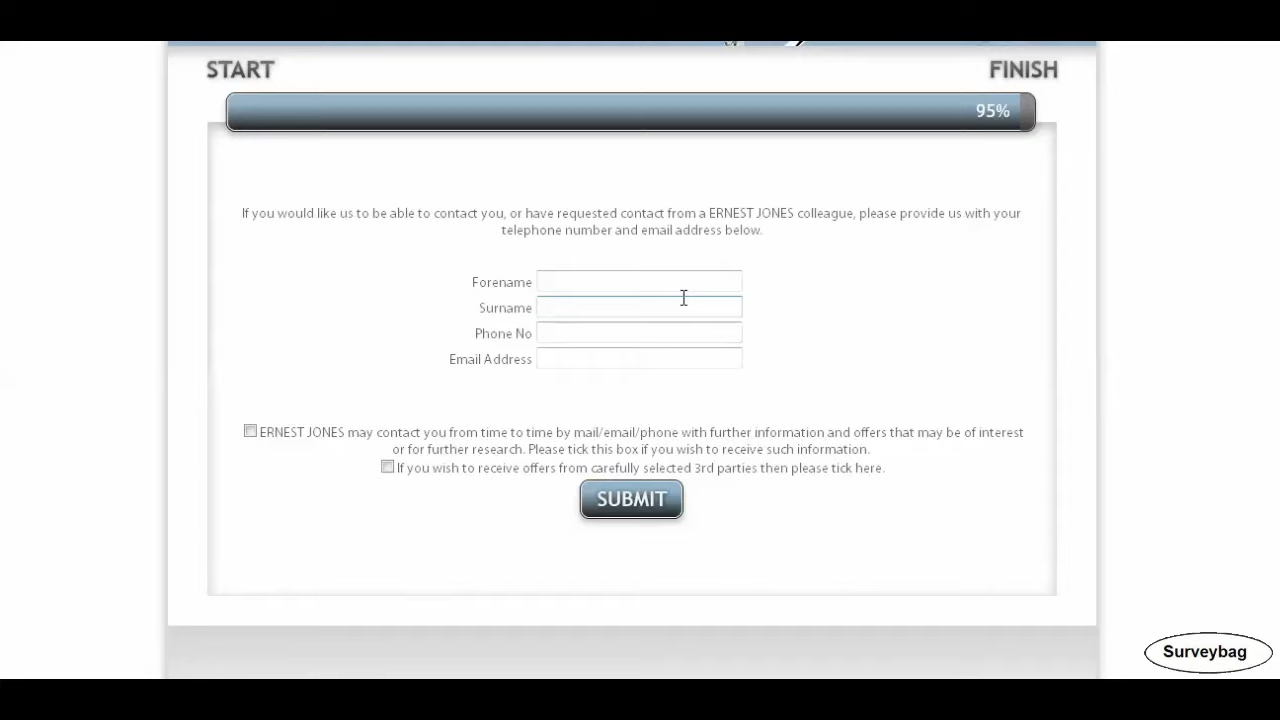 START
FINISH
95%
If you would like us to be able to contact you, or have requested contact from a ERNEST JONES colleague, please provide us with your
telephone number and email address below.
Forename
Surname
Phone No
Email Address
ERNEST JONES may contact you from time to time by mail/email/phone with further information and offers that may be of interest
or for further research. Please tick this box if you wish to receive such information.
If you wish to receive offers from carefully selected 3rd parties then please tick here.
SUBMIT
Surveybag